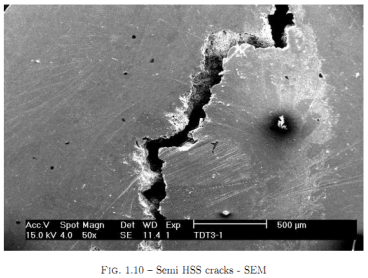 Acc.V Spot Magn Det WD Exp 500 µm
15.0 kV 4.0 50x SE 11.4 1 TDT3-1
FIG. 1.10 – Semi HSS cracks - SEM